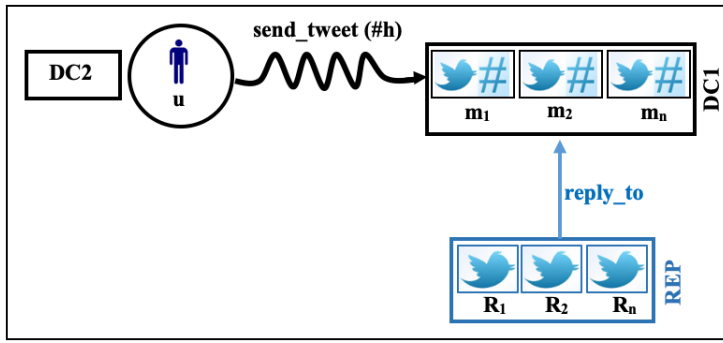 send_tweet (#h)
DC2
u
# # #
m₁ m₂ mₙ
DC1
reply_to
R₁ R₂ Rₙ
REP